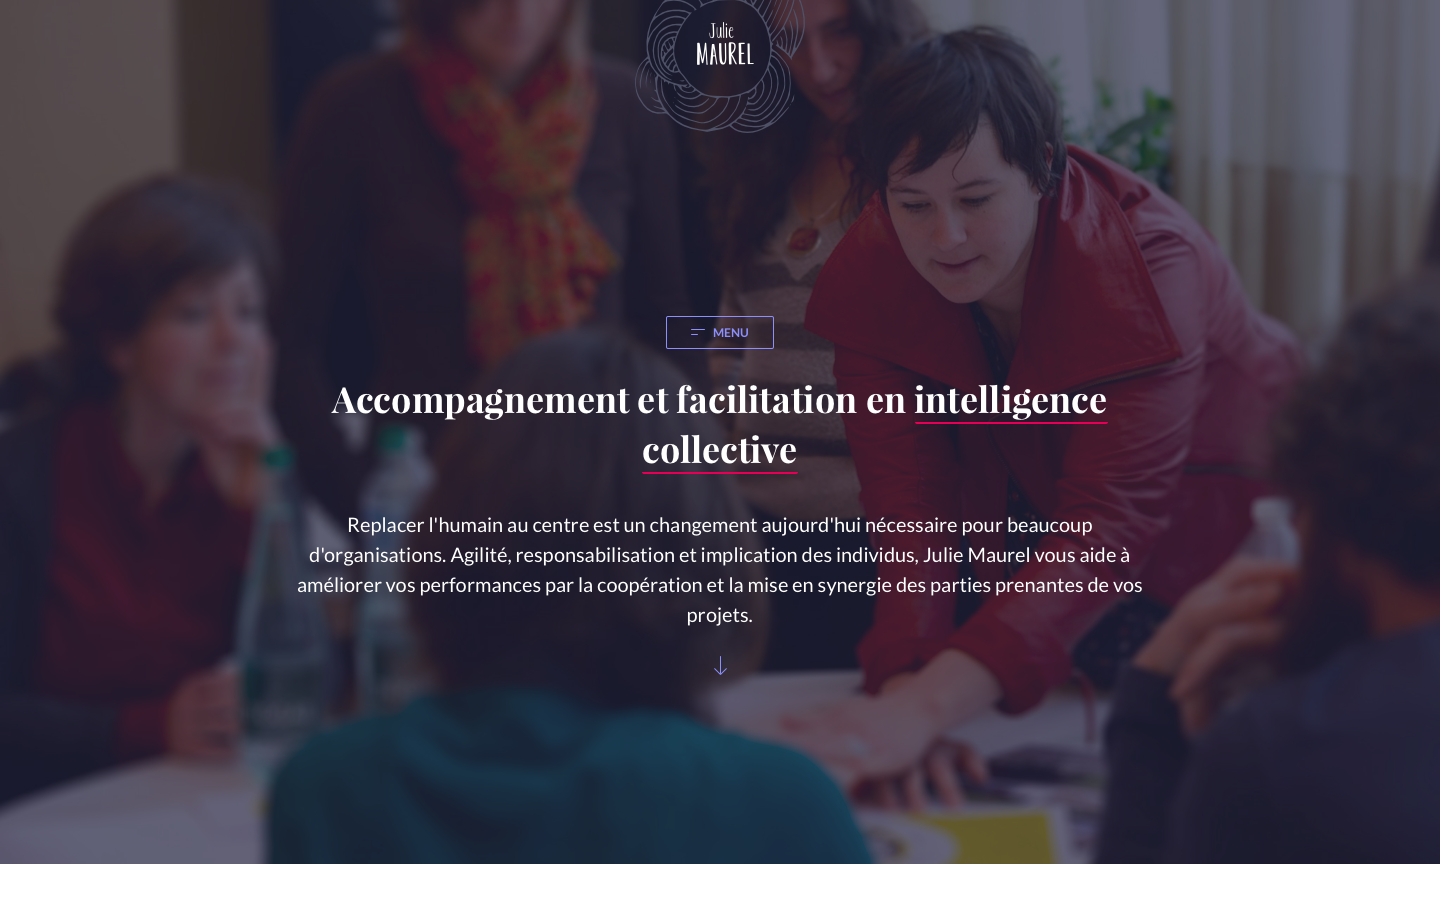 Julie
MAUREL
MENU
Accompagnement et facilitation en intelligence
collective
Replacer l'humain au centre est un changement aujourd'hui nécessaire pour beaucoup
d'organisations. Agilité, responsabilisation et implication des individus, Julie Maurel vous aide à
améliorer vos performances par la coopération et la mise en synergie des parties prenantes de vos
projets.